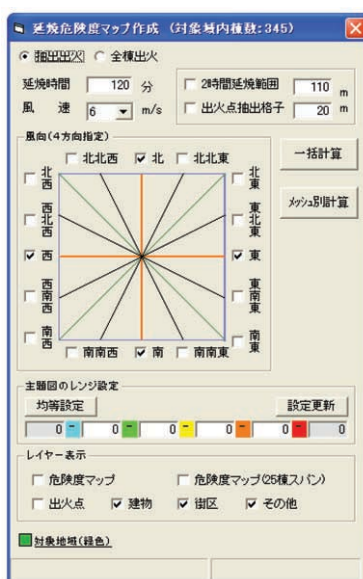 延焼危険度マップ作成 (対象域内棟数:345)
抽出出火 全棟出火
延焼時間 120 分
風 速 6 m/s
2時間延焼範囲 110 m
出火点抽出格子 20 m
風向(4方向指定)
北北西 北 北北東
北西 北東
西北西 東北東
西 東
西南西 東南東
南西 南東
南南西 南 南南東
一括計算
メッシュ別計算
主題図のレンジ設定
均等設定 設定更新
0 - 0 - 0 - 0 - 0 - 0
レイヤー表示
危険度マップ 危険度マップ(25棟スパン)
出火点 建物 街区 その他
対象地域(緑色)